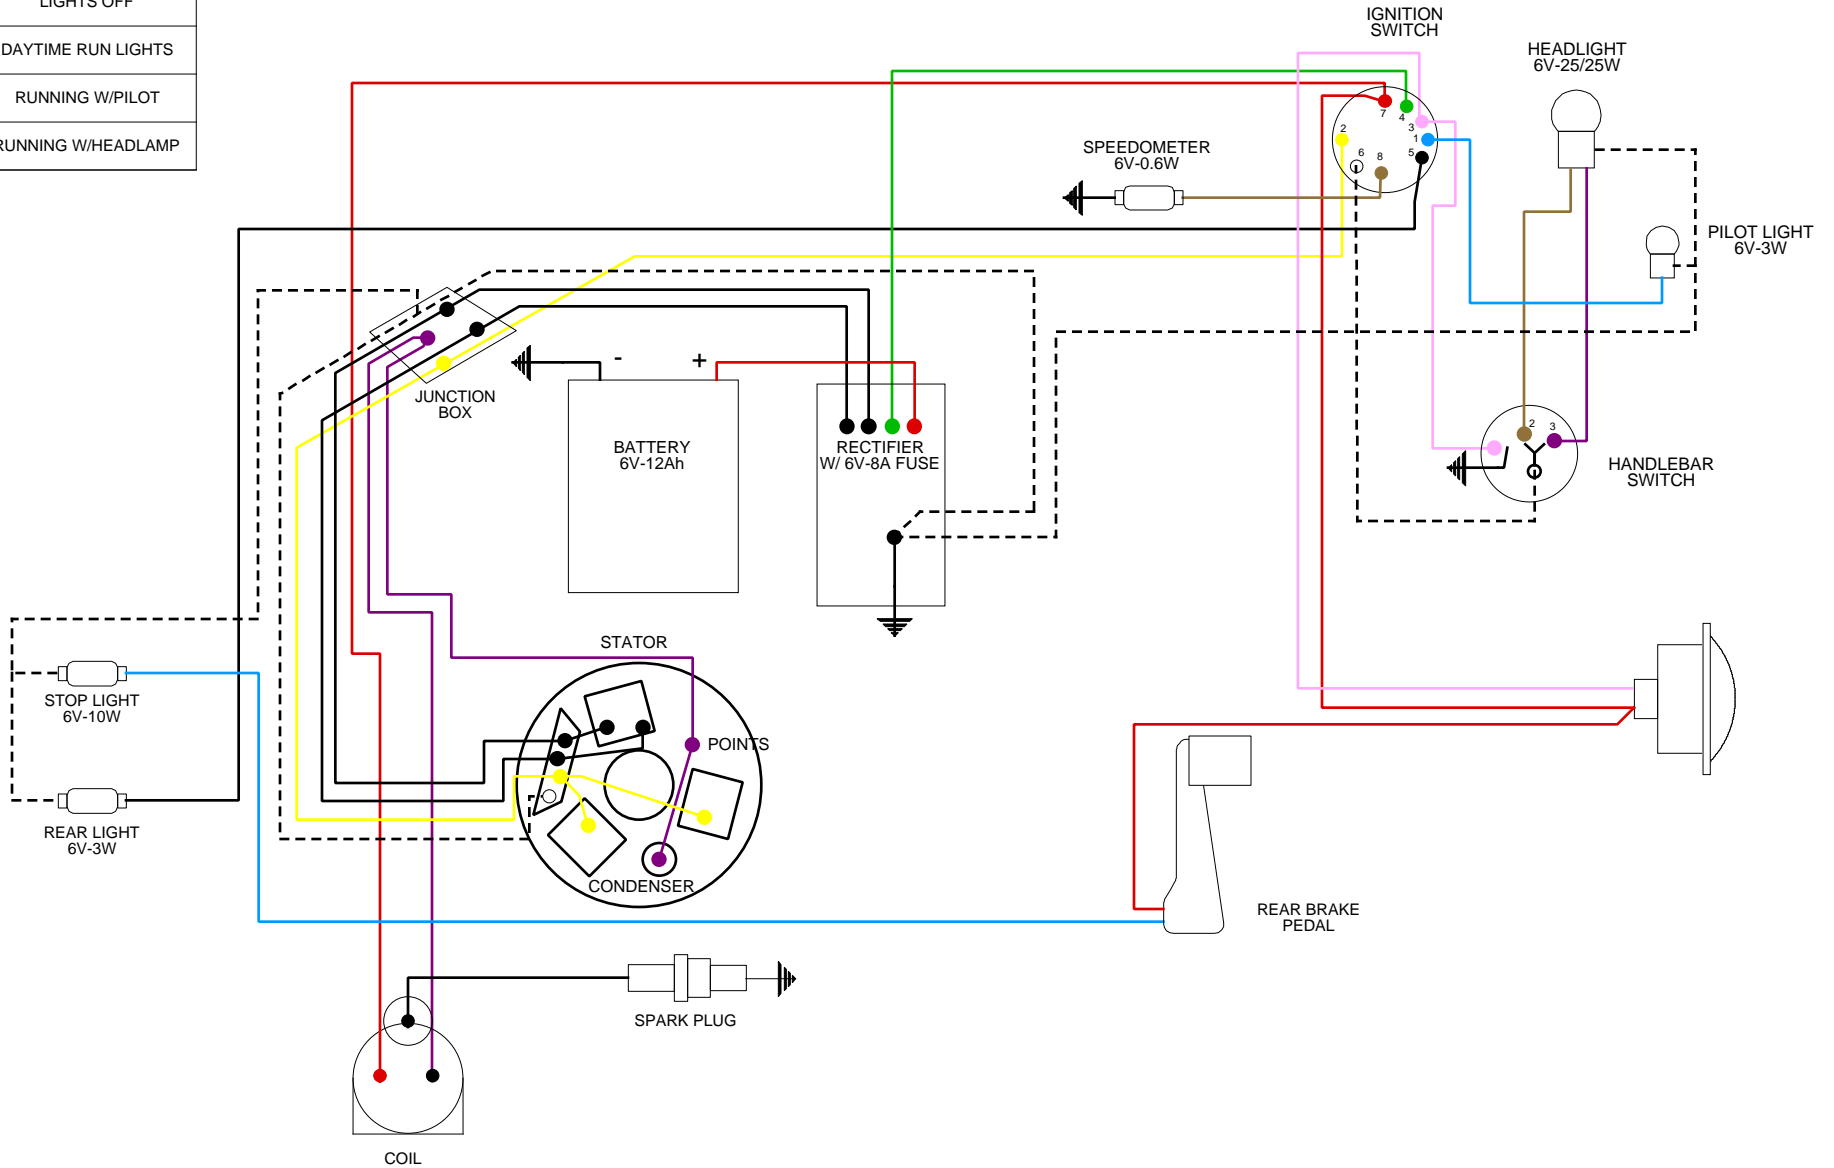 LIGHTS OFF
DAYTIME RUN LIGHTS
RUNNING W/PILOT
RUNNING W/HEADLAMP
IGNITION
SWITCH
HEADLIGHT
6V-25/25W
7
4
3
2
1
5
6
8
SPEEDOMETER
6V-0.6W
PILOT LIGHT
6V-3W
-
+
JUNCTION
BOX
BATTERY
6V-12Ah
RECTIFIER
W/ 6V-8A FUSE
2
3
HANDLEBAR
SWITCH
STATOR
STOP LIGHT
6V-10W
POINTS
REAR LIGHT
6V-3W
CONDENSER
REAR BRAKE
PEDAL
SPARK PLUG
COIL